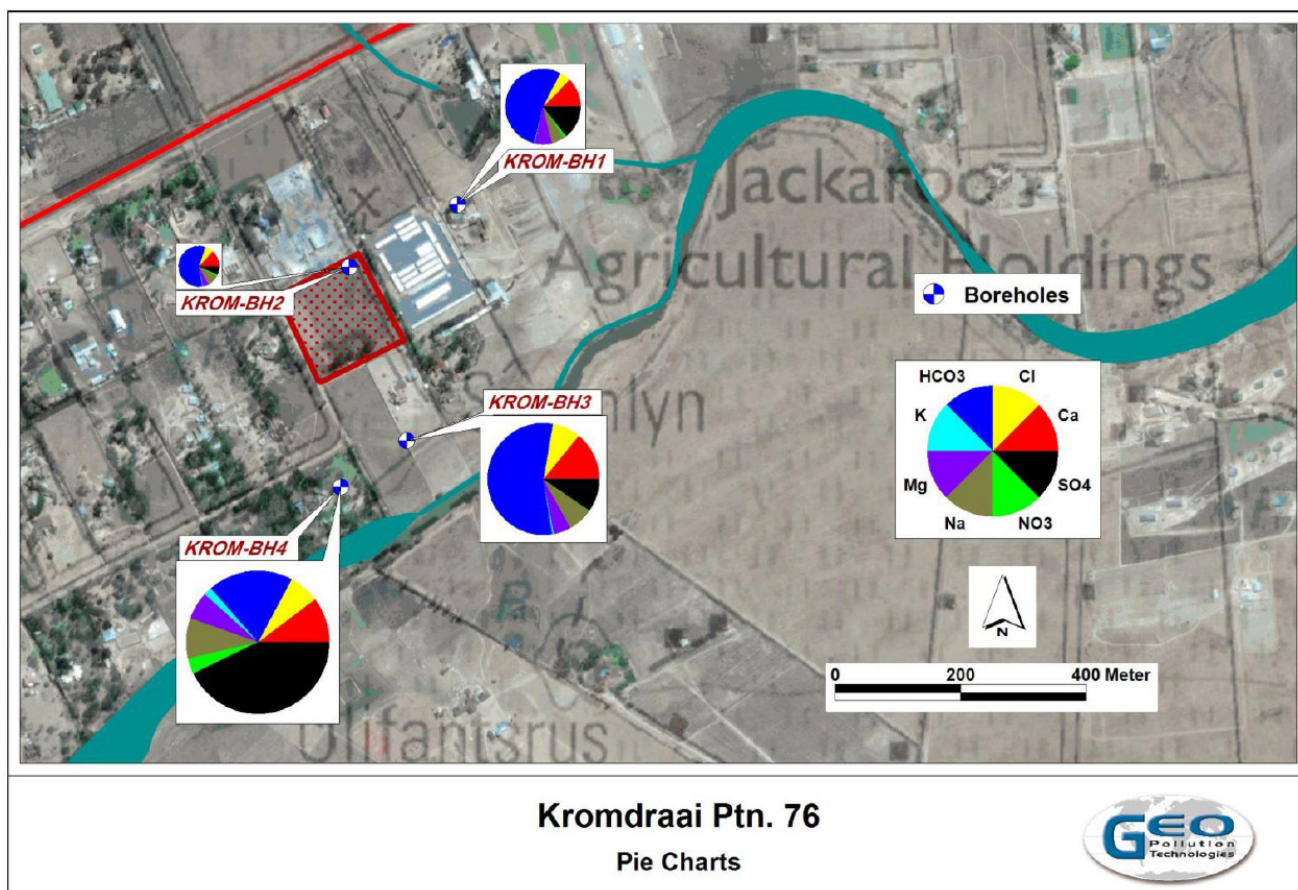 KROM-BH1
Jackaroo
Agricultural Holdings
KROM-BH2
Boreholes
HCO3 Cl
K Ca
Mg SO4
Na NO3
KROM-BH3
KROM-BH4
N
0 200 400 Meter
Olifantsrus
Kromdraai Ptn. 76
Pie Charts
GEO
Pollution
Technologies